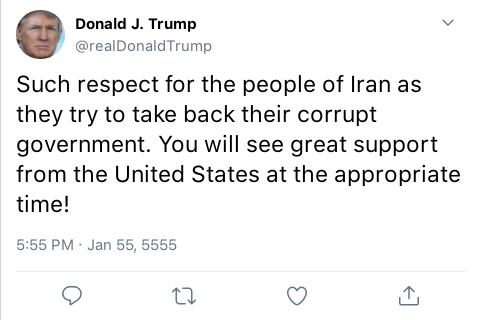 Donald J. Trump
@realDonaldTrump
Such respect for the people of Iran as
they try to take back their corrupt
government. You will see great support
from the United States at the appropriate
time!
5:55 PM · Jan 55, 5555